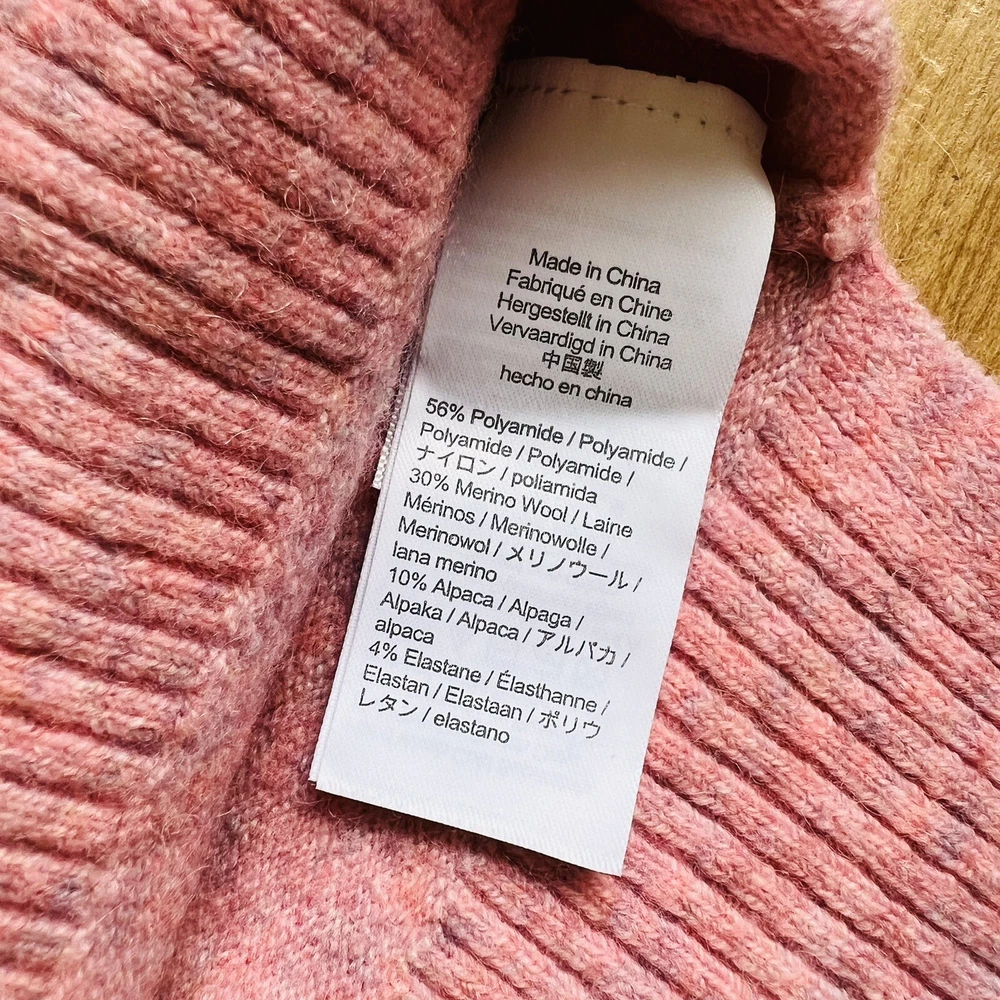 Made in China
Fabriqué en Chine
Hergestellt in China
Vervaardigd in China
中国製
hecho en china
56% Polyamide / Polyamide /
Polyamide / Polyamide /
ナイロン / poliamida
30% Merino Wool / Laine
Mérinos / Merinowolle /
Merinowol / メリノウール /
lana merino
10% Alpaca / Alpaga /
Alpaka / Alpaca / アルパカ /
alpaca
4% Elastane / Élasthanne /
Elastan / Elastaan / ポリウ
レタン / elastano